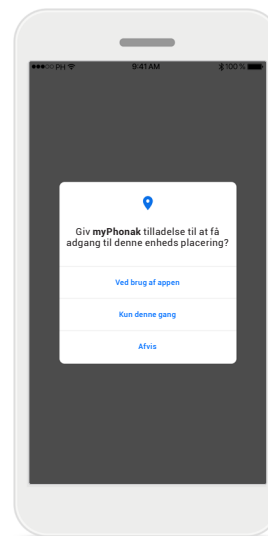 PH 9:41 AM 100 %
Giv myPhonak tilladelse til at få
adgang til denne enheds placering?
Ved brug af appen
Kun denne gang
Afvis